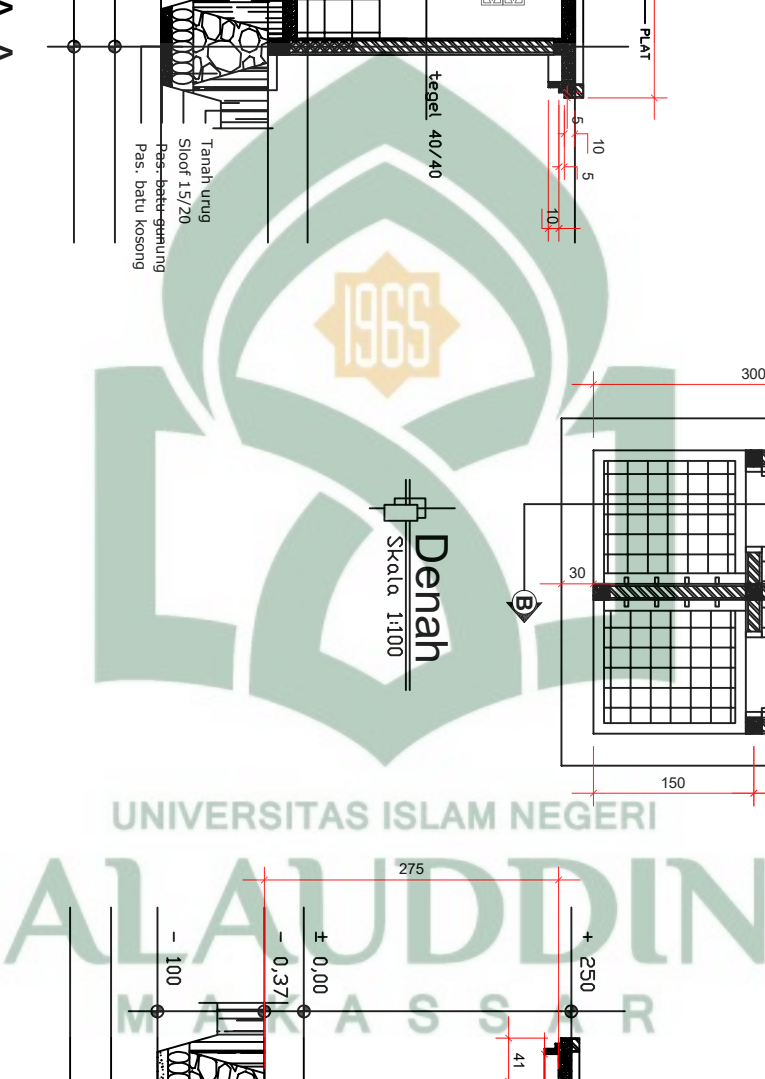 PLAT
tegel 40/40
5
10
5
10
Tanah urug
Sloof 15/20
Pas. batu gunung
Pas. batu kosong
1965
300
30
B
Denah
Skala 1:100
150
UNIVERSITAS ISLAM NEGERI
ALAUDDIN
MAKASSAR
275
- 100
- 0,37
± 0,00
+ 250
41